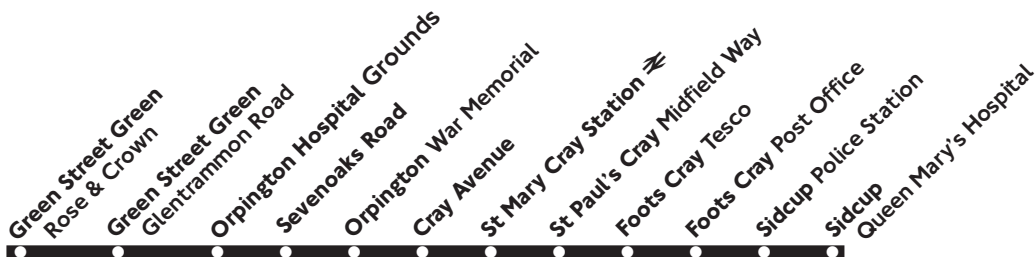 Green Street Green
Rose & Crown
Green Street Green
Glentrammon Road
Orpington Hospital Grounds
Sevenoaks Road
Orpington War Memorial
Cray Avenue
St Mary Cray Station
St Paul's Cray Midfield Way
Foots Cray Tesco
Foots Cray Post Office
Sidcup Police Station
Sidcup
Queen Mary's Hospital